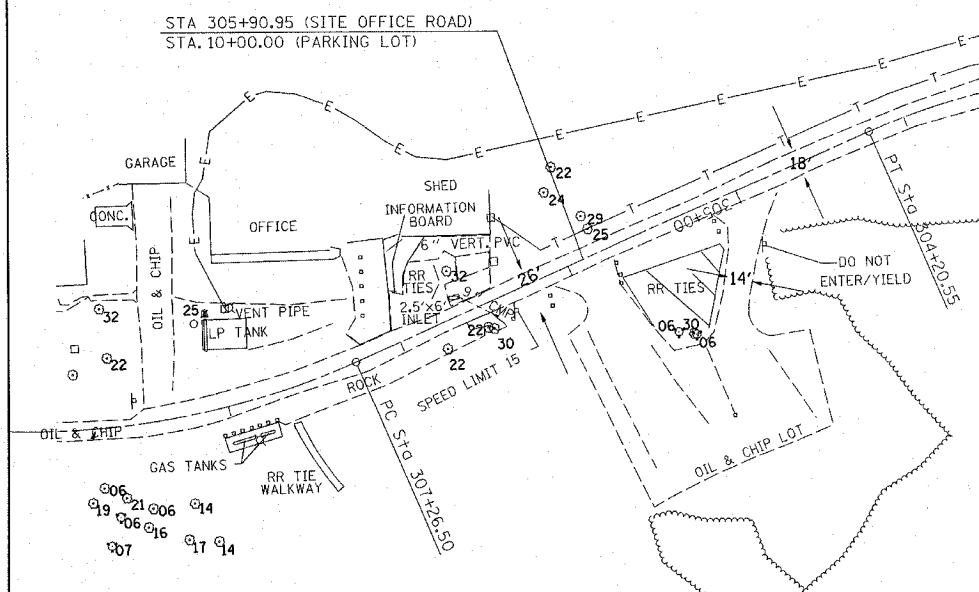 STA 305+90.95 (SITE OFFICE ROAD)
STA. 10+00.00 (PARKING LOT)
E
E
E
E
E
E
E
E
E
E
T
T
T
T
T
22
24
29
25
18'
PT Sta 304+20.55
305+00
GARAGE
CONC.
OIL & CHIP
OFFICE
SHED
INFORMATION
BOARD
6" VERT. PVC
32
RR
TIES
2.5'x6'
INLET
26'
22
30
22
SPEED LIMIT 15
RR TIES
14'
DO NOT
ENTER/YIELD
06
30
06
OIL & CHIP LOT
32
22
25
VENT PIPE
LP TANK
ROCK
OIL & CHIP
GAS TANKS
RR TIE
WALKWAY
PC Sta 307+26.50
06
21
19
06
06
16
14
07
17
14